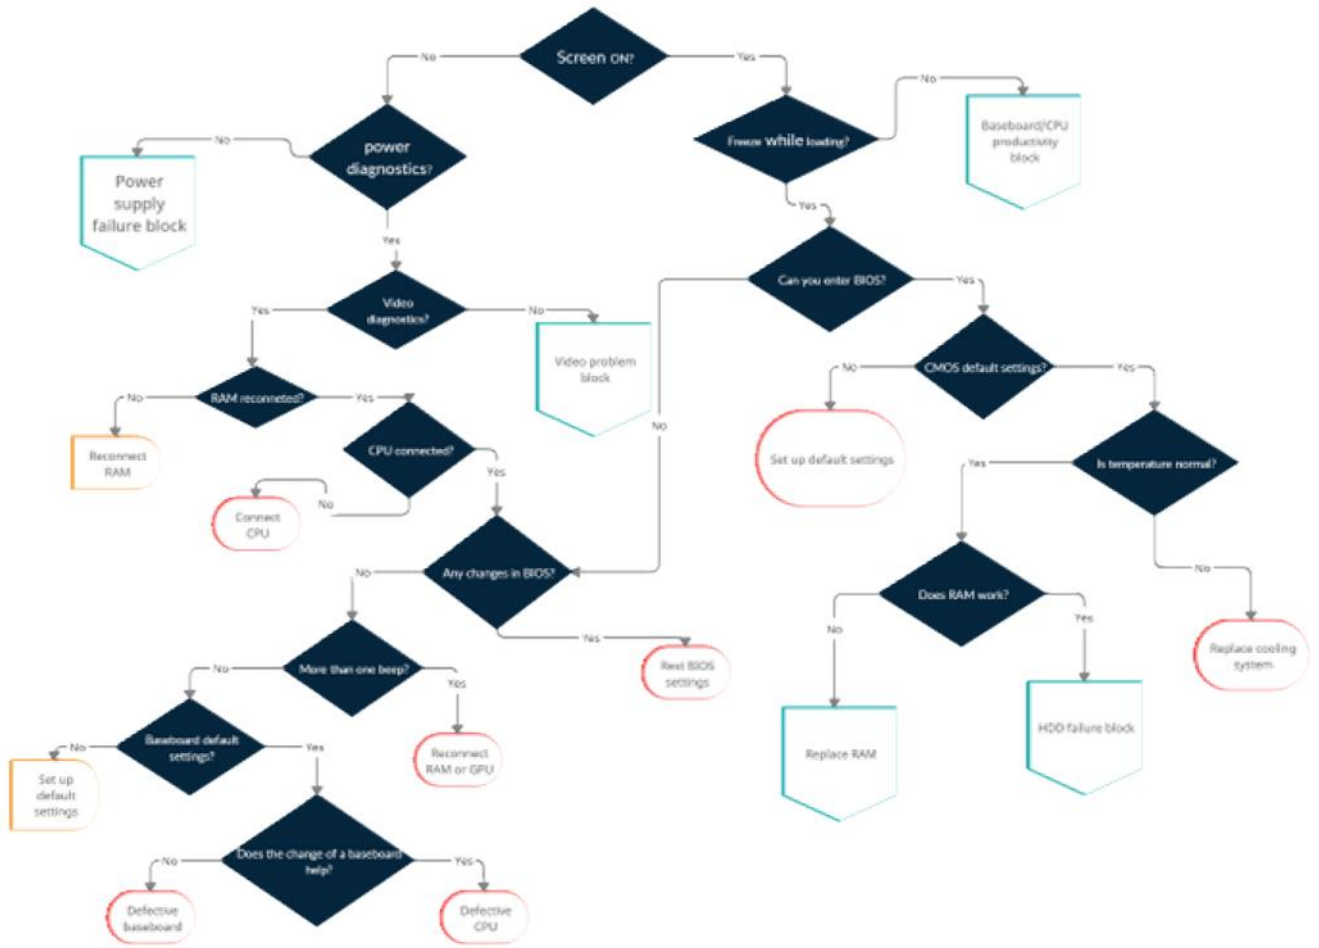 Screen ON?
No
Yes
No
Freeze while loading?
Baseboard/CPU
productivity
block
No
power
diagnostics?
Power
supply
failure block
Yes
Yes
Can you enter BIOS?
Yes
Yes
Video
diagnostics?
No
Video problem
block
No
CMOS default settings?
Yes
No
RAM reconneted?
Yes
No
Reconnect
RAM
CPU connected?
Yes
No
Set up default settings
Yes
Is temperature normal?
No
Connect
CPU
No
Any changes in BIOS?
No
Does RAM work?
No
Yes
Yes
Rest BIOS
settings
Replace cooling
system
No
More than one beep?
Yes
HDD failure block
Replace RAM
No
Baseboard default
settings?
Yes
Reconnect
RAM or GPU
Set up
default
settings
Does the change of a baseboard
help?
No
Yes
Defective
baseboard
Defective
CPU